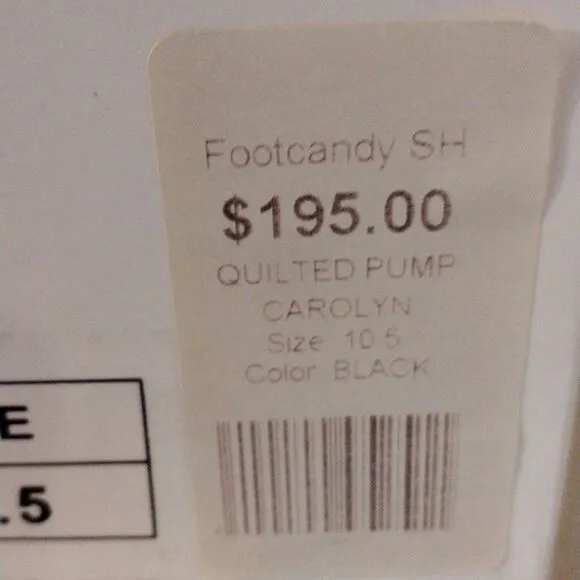 Footcandy SH
$195.00
QUILTED PUMP
CAROLYN
Size 10.5
Color BLACK
E
.5